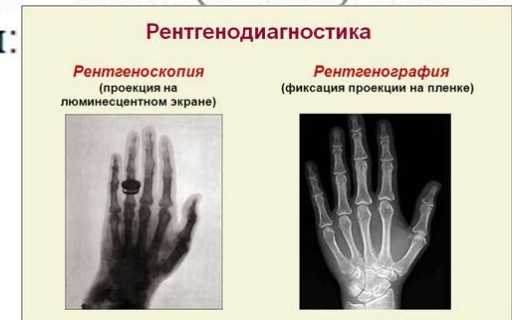 и:
Рентгенодиагностика
Рентгеноскопия
(проекция на
люминесцентном экране)
Рентгенография
(фиксация проекции на пленке)